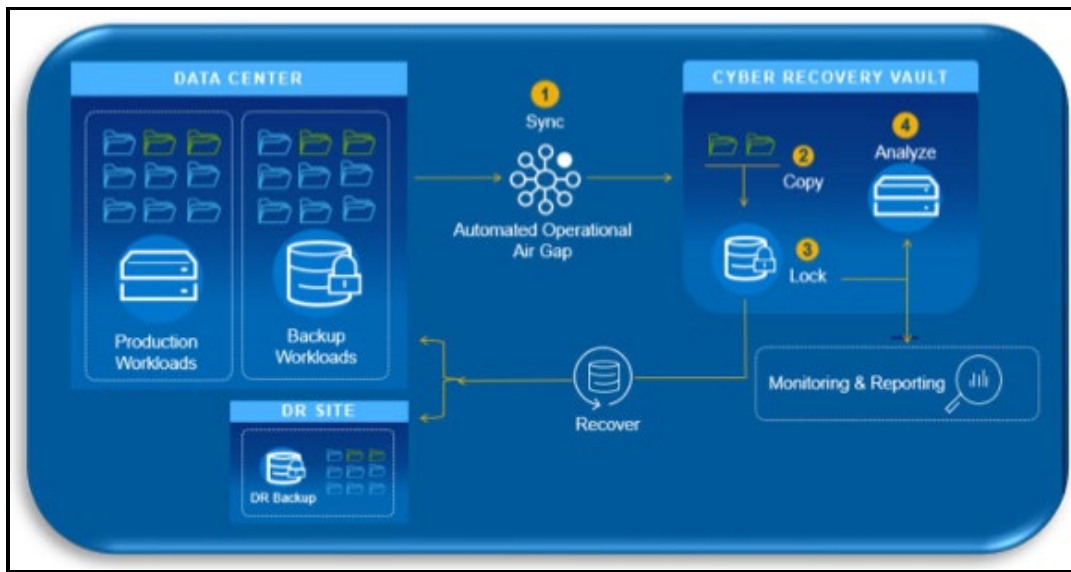 DATA CENTER
Production
Workloads
Backup
Workloads
DR SITE
DR Backup
1
Sync
Automated Operational
Air Gap
CYBER RECOVERY VAULT
2
Copy
3
Lock
4
Analyze
Monitoring & Reporting
Recover